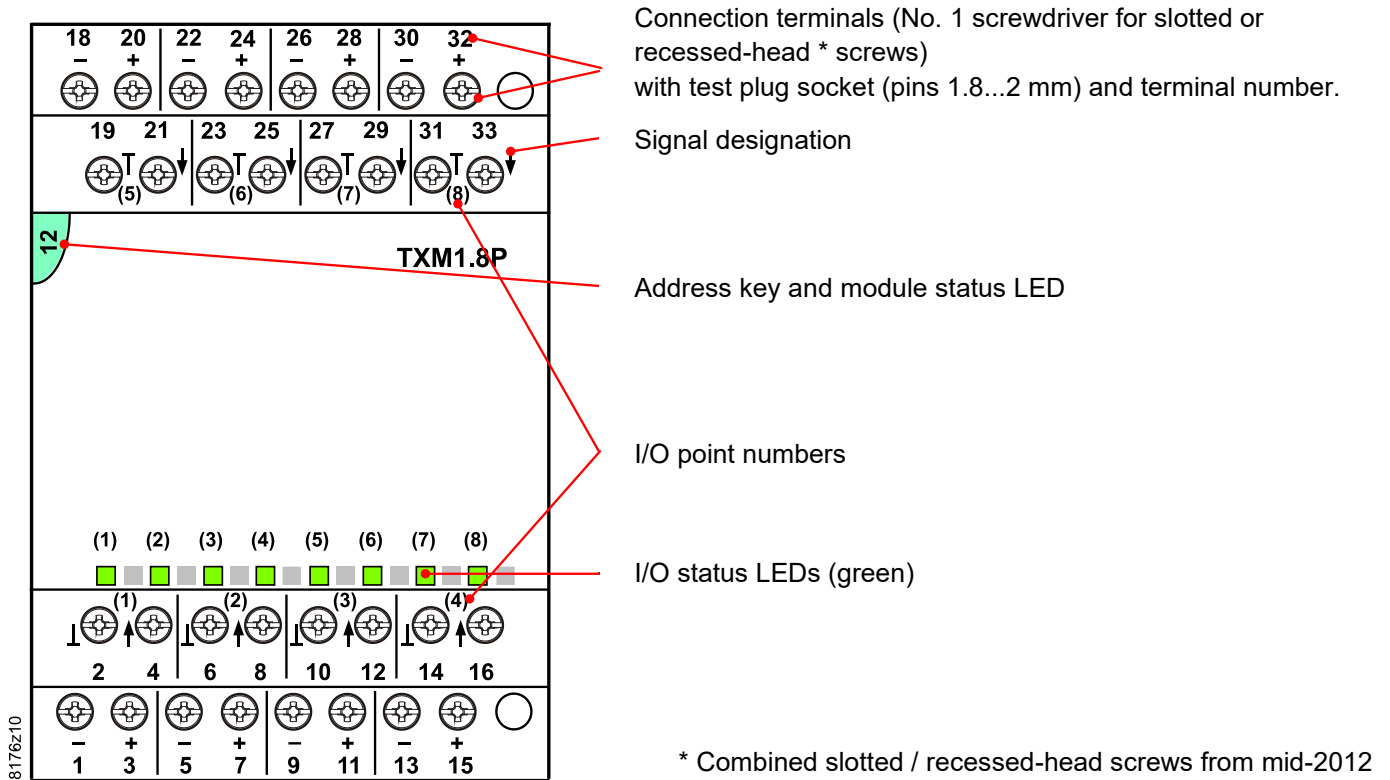 Connection terminals (No. 1 screwdriver for slotted or
recessed-head * screws)
with test plug socket (pins 1.8...2 mm) and terminal number.
18 20 22 24 26 28 30 32
– + – + – + – +
19 21 23 25 27 29 31 33
Signal designation
(5) (6) (7) (8)
12
TXM1.8P
Address key and module status LED
I/O point numbers
(1) (2) (3) (4) (5) (6) (7) (8)
I/O status LEDs (green)
(1) (2) (3) (4)
2 4 6 8 10 12 14 16
– + – + – + – +
1 3 5 7 9 11 13 15
8176z10
* Combined slotted / recessed-head screws from mid-2012